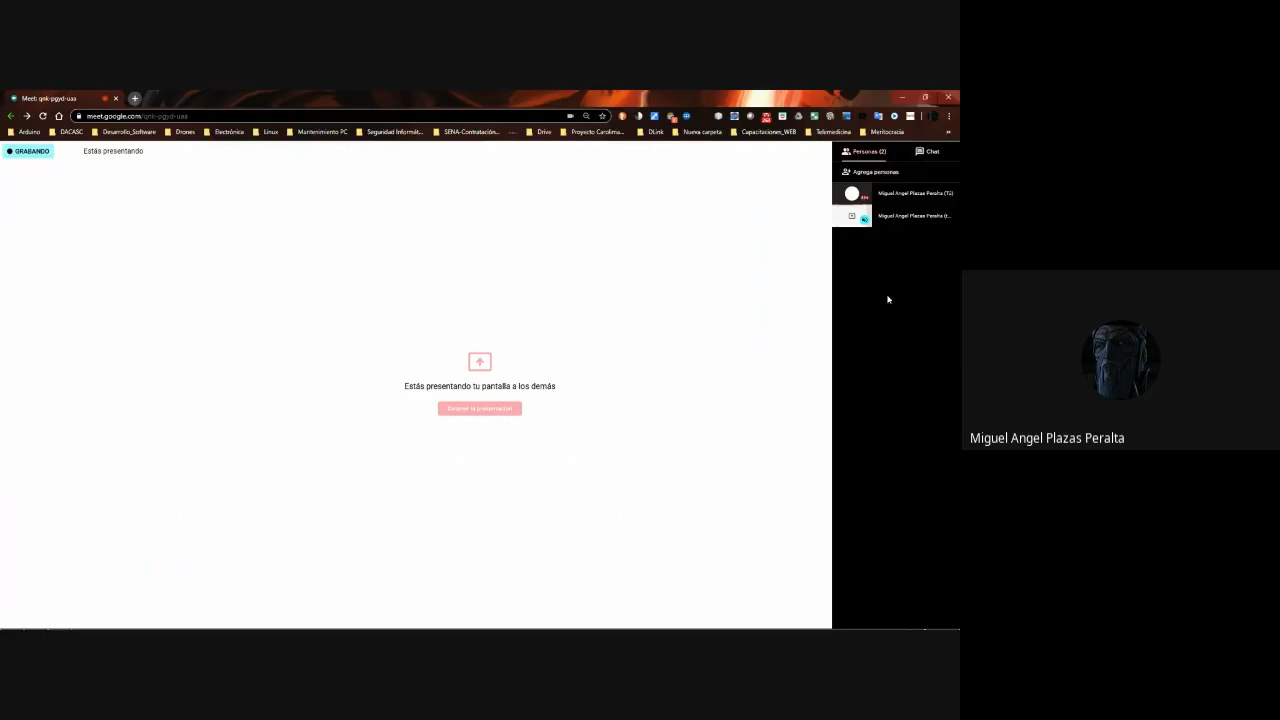 Meet: qnk-pgyd-uaa
meet.google.com/qnk-pgyd-uaa
Arduino DACASC Desarrollo_Software Drones Electrónica Linux Mantenimiento PC Seguridad Informát... SENA-Contratación... Drive Proyecto Carolima... DLink Nueva carpeta Capacitaciones_WEB Telemedicina Meritocracia »
GRABANDO Estás presentando
Personas (2) Chat
Agrega personas
Miguel Angel Plazas Peralta (Tú)
Miguel Angel Plazas Peralta (t...
Estás presentando tu pantalla a los demás
Detener la presentación
Miguel Angel Plazas Peralta